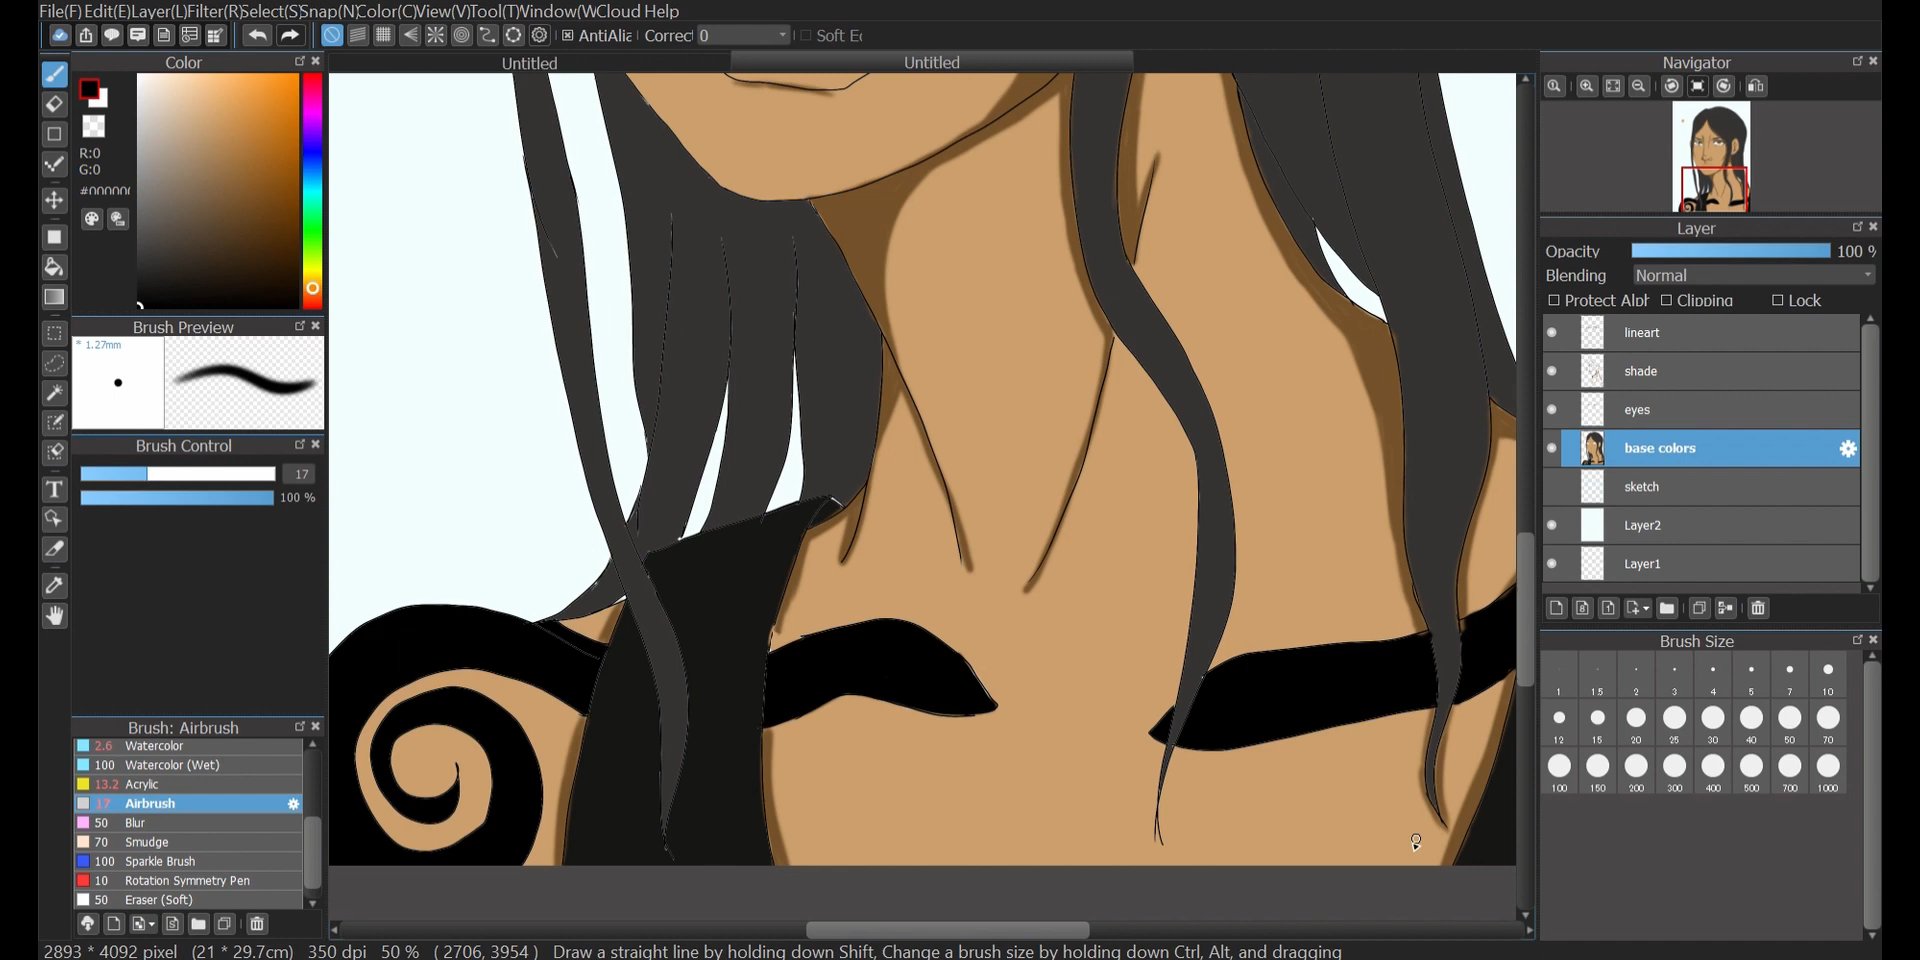 File(F) Edit(E) Layer(L) Filter(R) Select(S) Snap(N) Color(C) View(V) Tool(T) Window(W Cloud Help
AntiAlia Correct 0 Soft Ec
Color
R:0
G:0
#000000
Brush Preview
* 1.27mm
Brush Control
17
100 %
Brush: Airbrush
2.6 Watercolor
100 Watercolor (Wet)
13.2 Acrylic
17 Airbrush
50 Blur
70 Smudge
100 Sparkle Brush
10 Rotation Symmetry Pen
50 Eraser (Soft)
Untitled
Untitled
Navigator
Layer
Opacity 100 %
Blending Normal
Protect Alph Clipping Lock
lineart
shade
eyes
base colors
sketch
Layer2
Layer1
Brush Size
1 1.5 2 3 4 5 7 10
12 15 20 25 30 40 50 70
100 150 200 300 400 500 700 1000
2893 * 4092 pixel (21 * 29.7cm) 350 dpi 50 % ( 2706, 3954 ) Draw a straight line by holding down Shift, Change a brush size by holding down Ctrl, Alt, and dragging